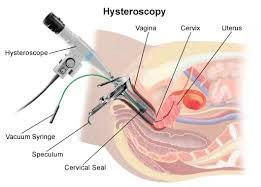 Hysteroscopy
Vagina
Cervix
Uterus
Hysteroscope
Vacuum Syringe
Speculum
Cervical Seal